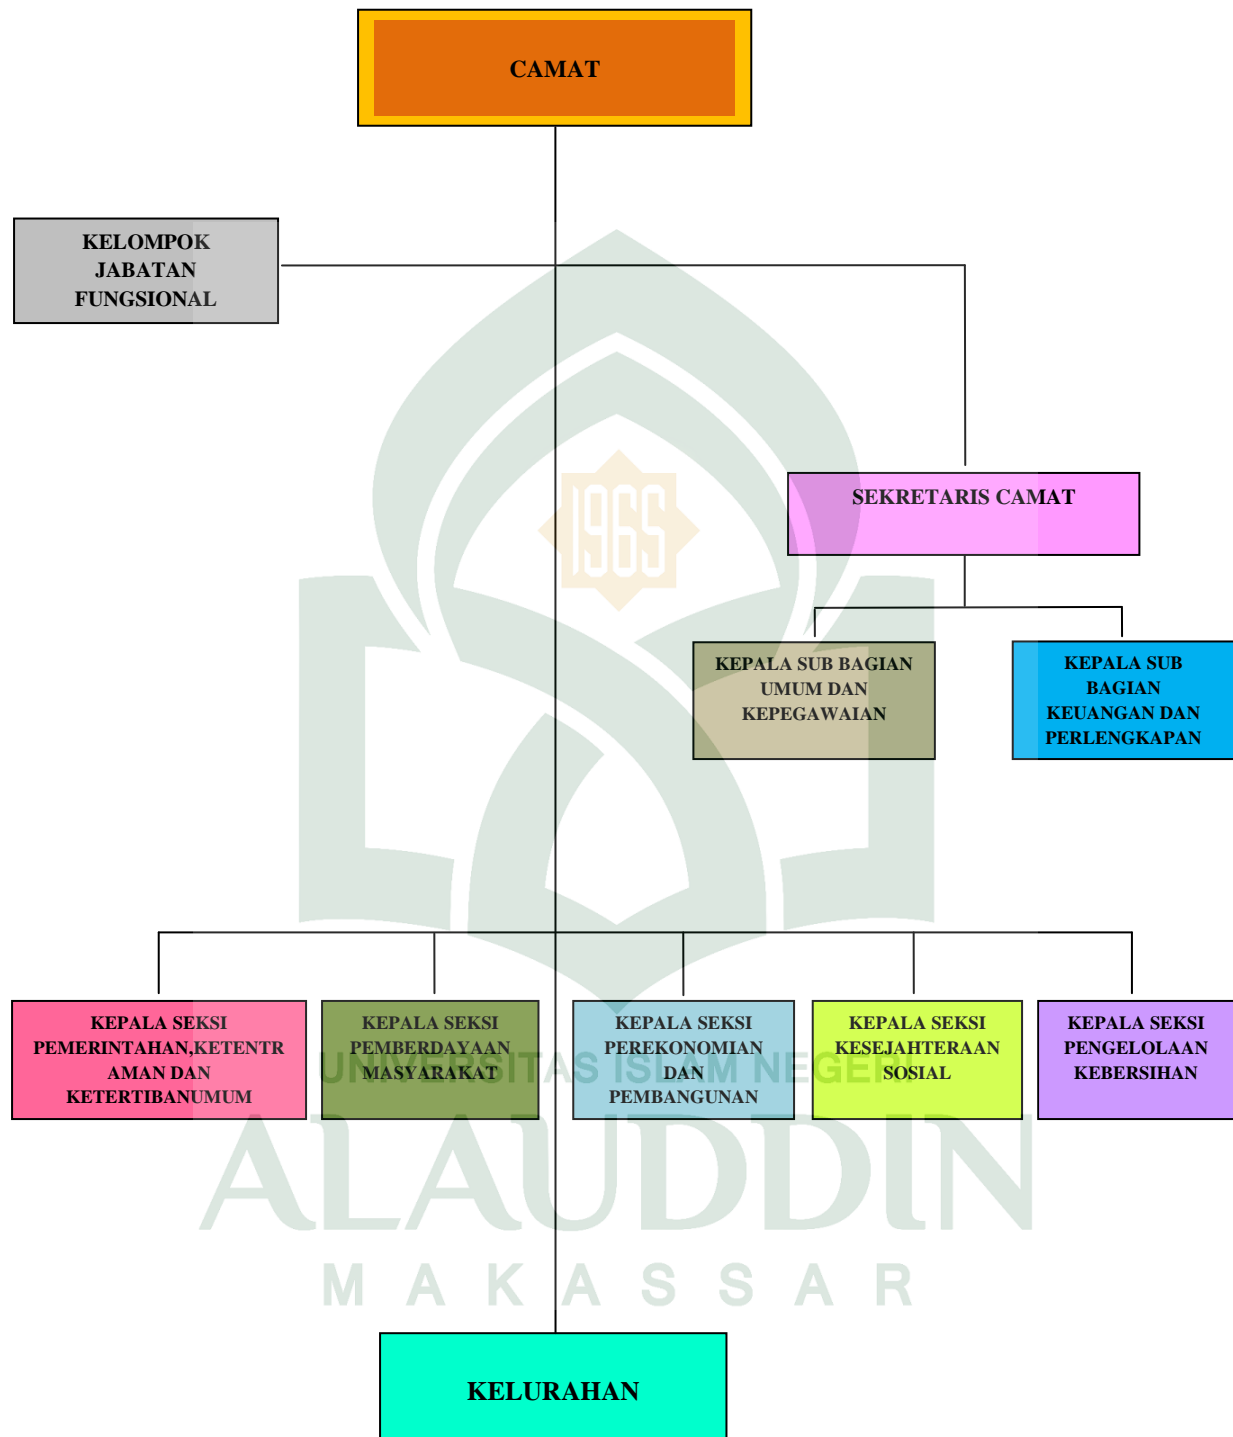 CAMAT
KELOMPOK
JABATAN
FUNGSIONAL
1965
SEKRETARIS CAMAT
KEPALA SUB BAGIAN
UMUM DAN
KEPEGAWAIAN
KEPALA SUB
BAGIAN
KEUANGAN DAN
PERLENGKAPAN
KEPALA SEKSI
PEMERINTAHAN,KETENTR
AMAN DAN
KETERTIBANUMUM
KEPALA SEKSI
PEMBERDAYAAN
MASYARAKAT
KEPALA SEKSI
PEREKONOMIAN
DAN
PEMBANGUNAN
KEPALA SEKSI
KESEJAHTERAAN
SOSIAL
KEPALA SEKSI
PENGELOLAAN
KEBERSIHAN
UNIVERSITAS ISLAM NEGERI
ALAUDDIN
MAKASSAR
KELURAHAN